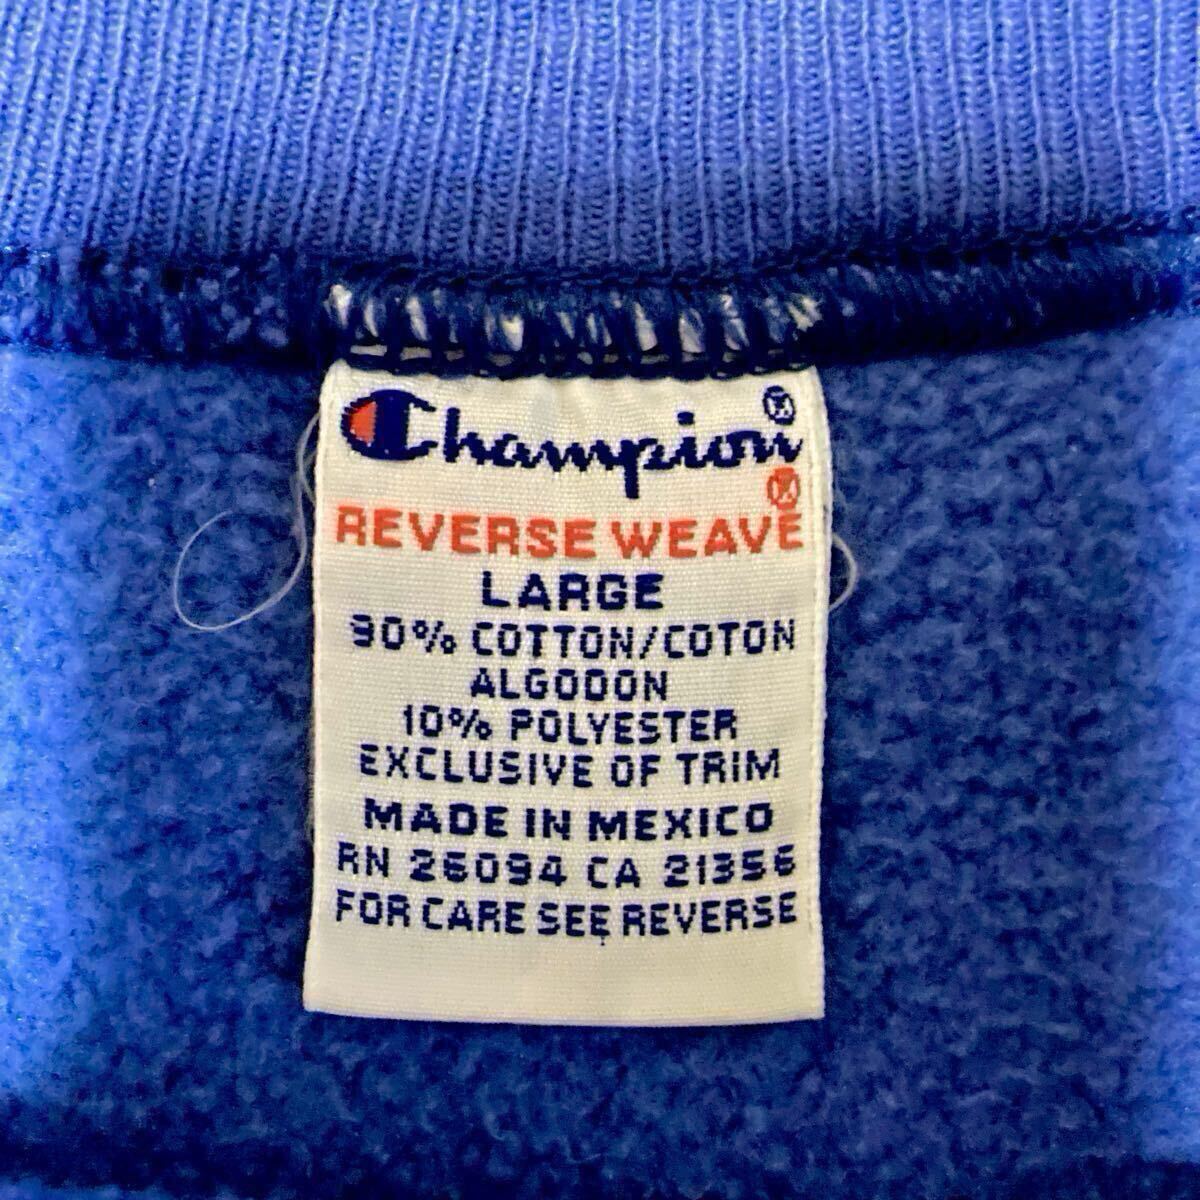 Champion®
REVERSE WEAVE®
LARGE
90% COTTON/COTON
ALGODON
10% POLYESTER
EXCLUSIVE OF TRIM
MADE IN MEXICO
RN 26094 CA 21356
FOR CARE SEE REVERSE